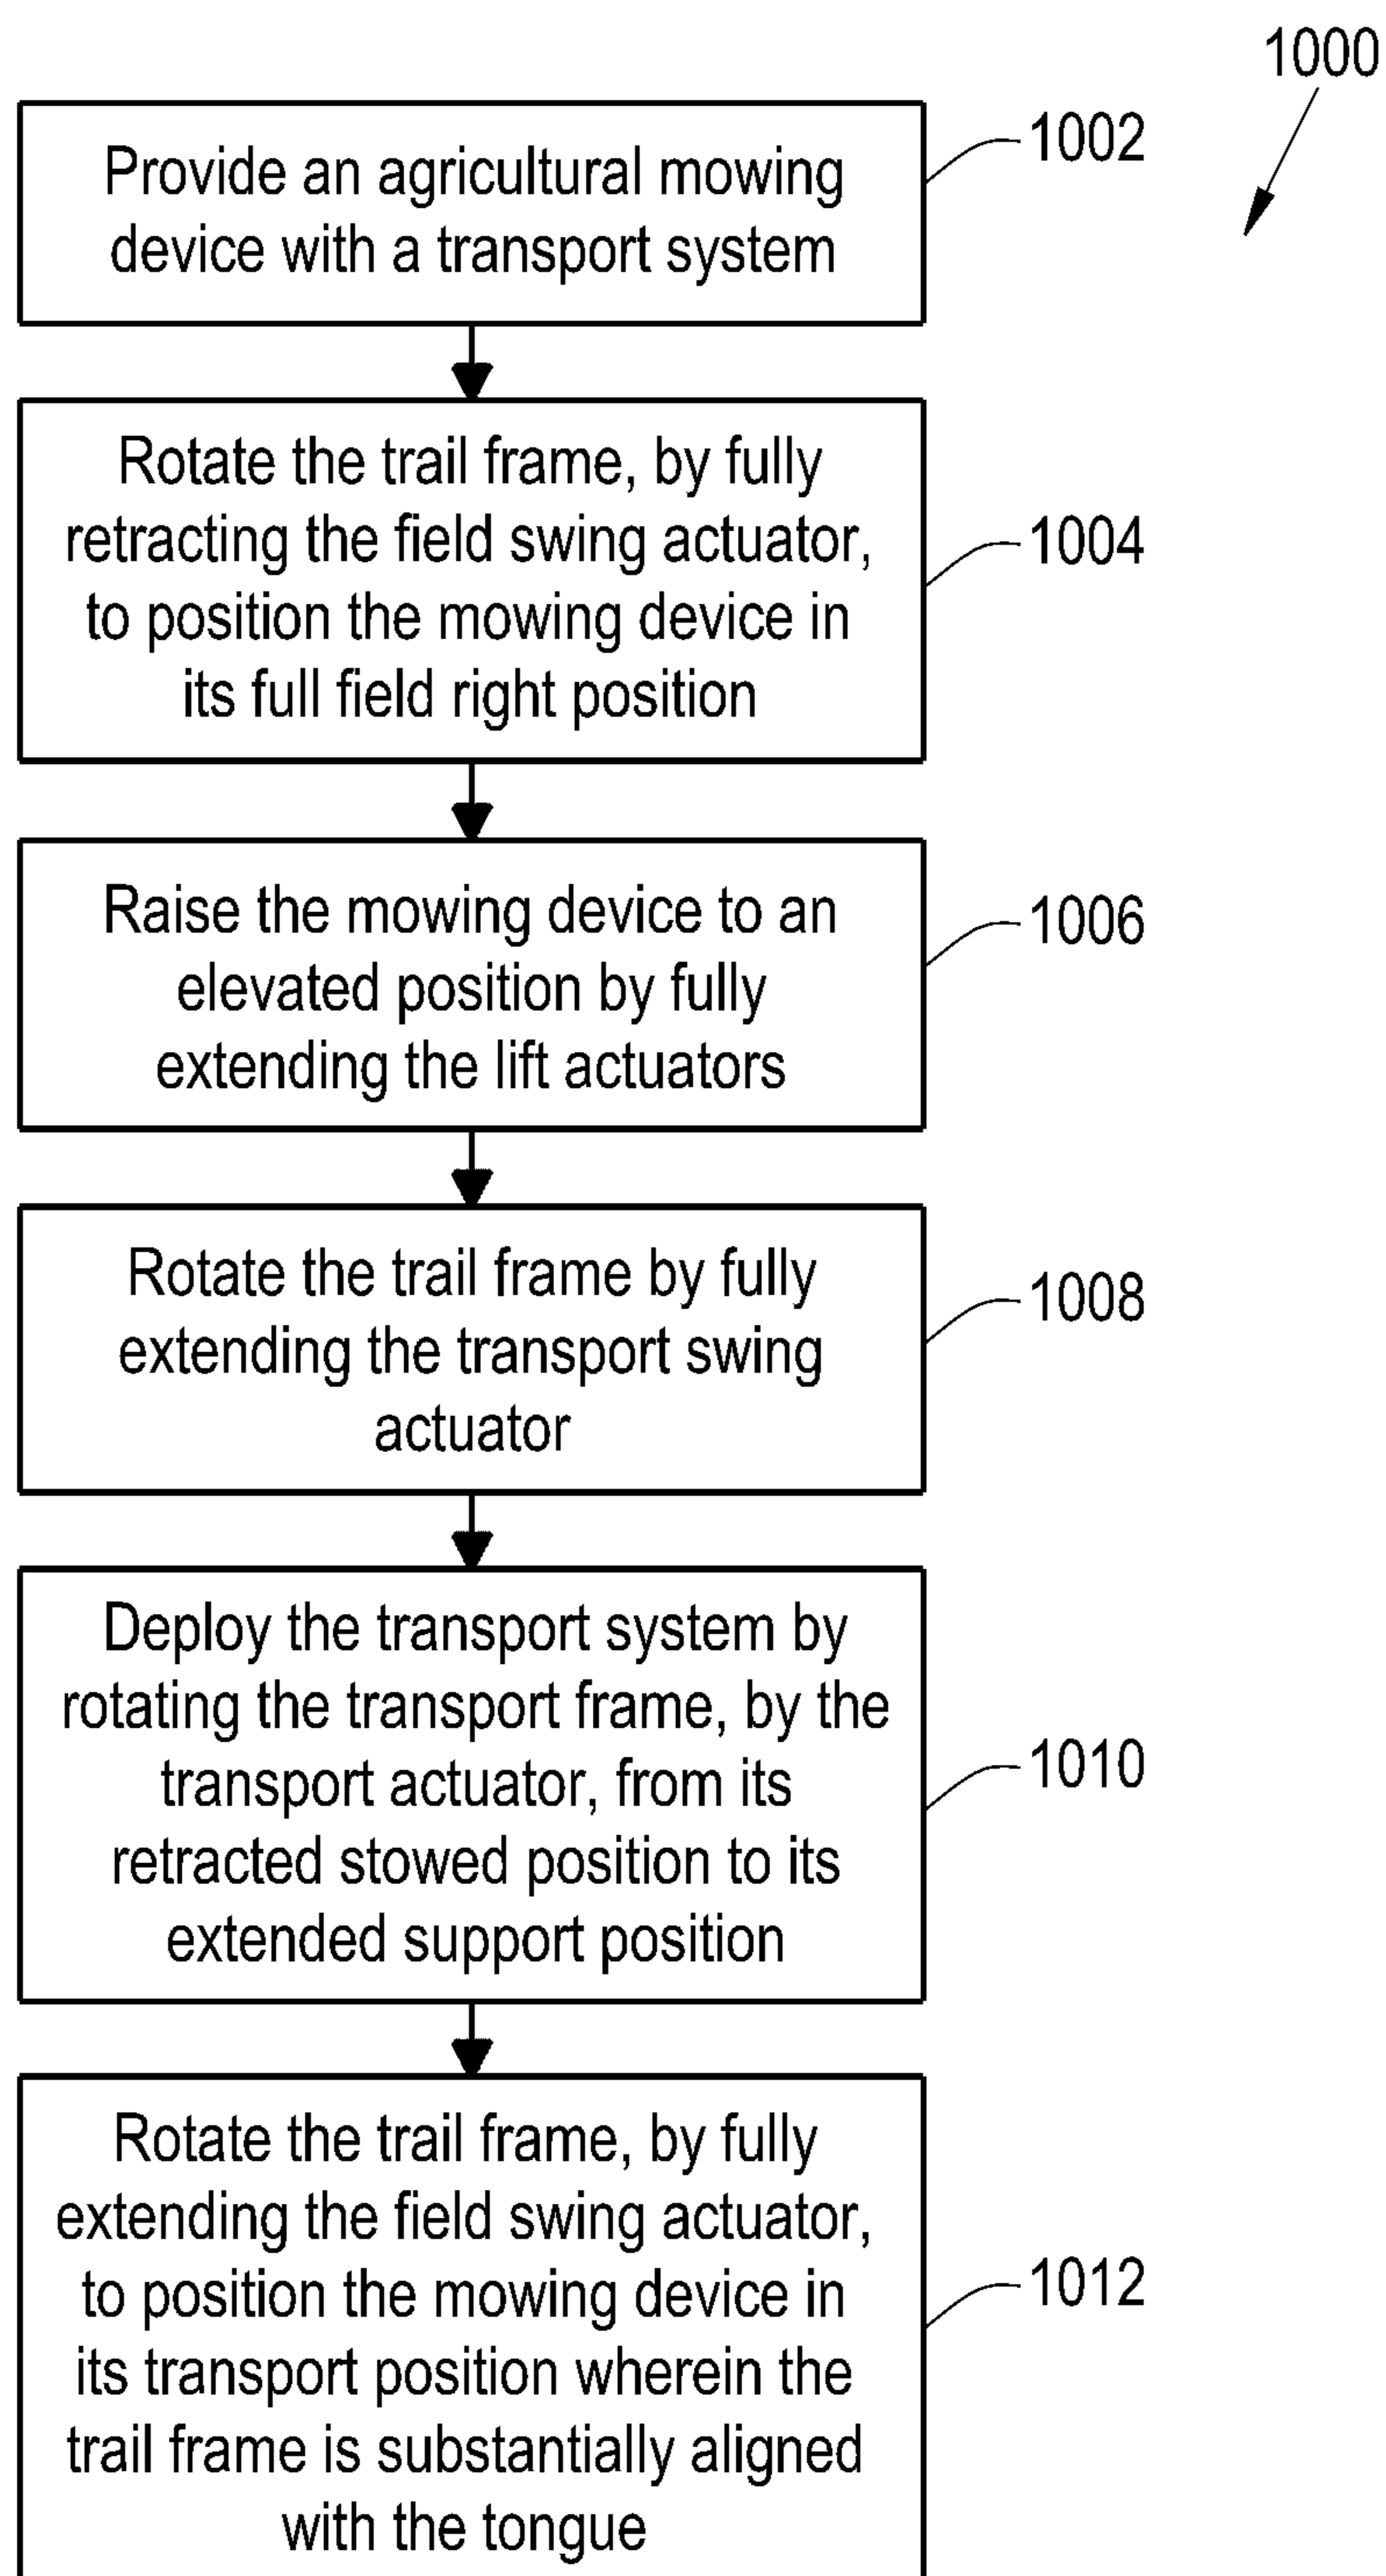 1000
Provide an agricultural mowing
device with a transport system
1002
Rotate the trail frame, by fully
retracting the field swing actuator,
to position the mowing device in
its full field right position
1004
Raise the mowing device to an
elevated position by fully
extending the lift actuators
1006
Rotate the trail frame by fully
extending the transport swing
actuator
1008
Deploy the transport system by
rotating the transport frame, by the
transport actuator, from its
retracted stowed position to its
extended support position
1010
Rotate the trail frame, by fully
extending the field swing actuator,
to position the mowing device in
its transport position wherein the
trail frame is substantially aligned
with the tongue
1012